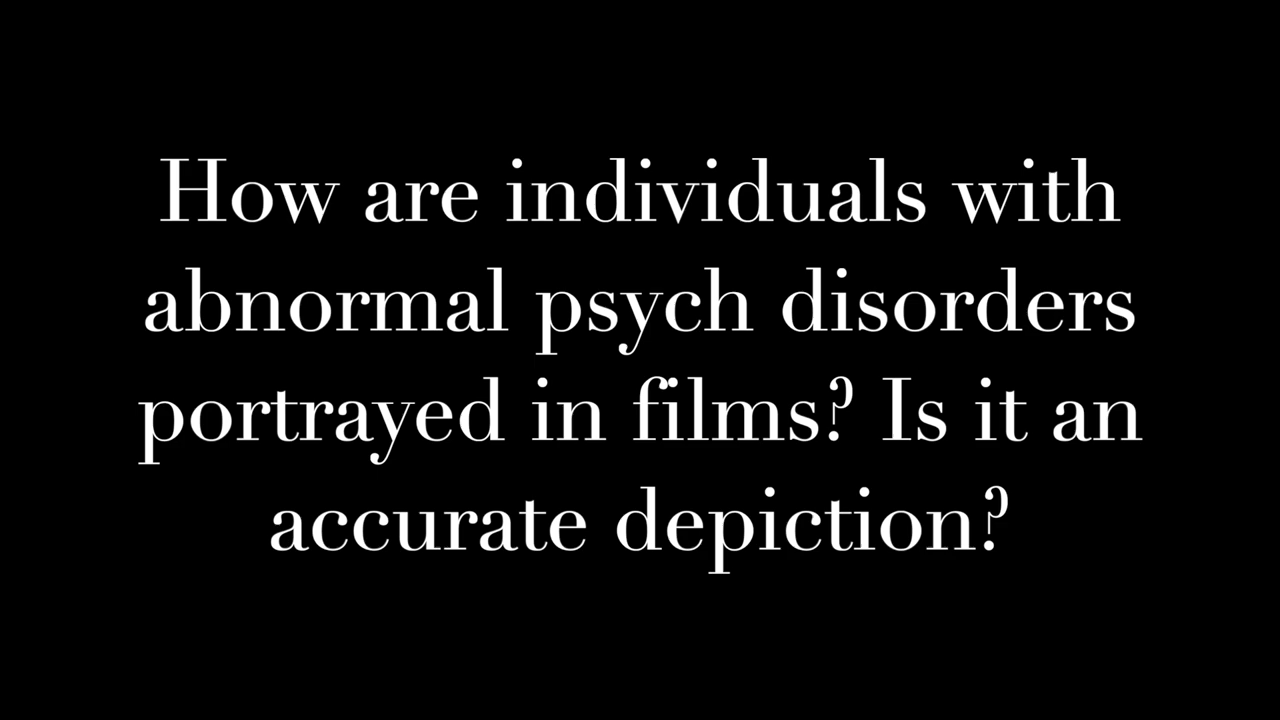 How are individuals with
abnormal psych disorders
portrayed in films? Is it an
accurate depiction?